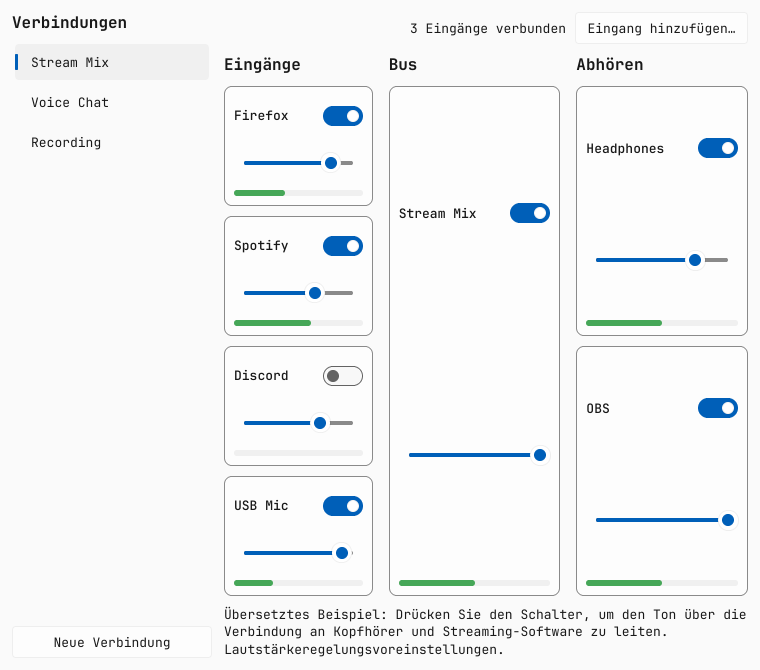 Verbindungen
3 Eingänge verbunden
Eingang hinzufügen…
Stream Mix
Voice Chat
Recording
Eingänge
Bus
Abhören
Firefox
Spotify
Discord
USB Mic
Stream Mix
Headphones
OBS
Übersetztes Beispiel: Drücken Sie den Schalter, um den Ton über die
Verbindung an Kopfhörer und Streaming-Software zu leiten.
Lautstärkeregelungsvoreinstellungen.
Neue Verbindung